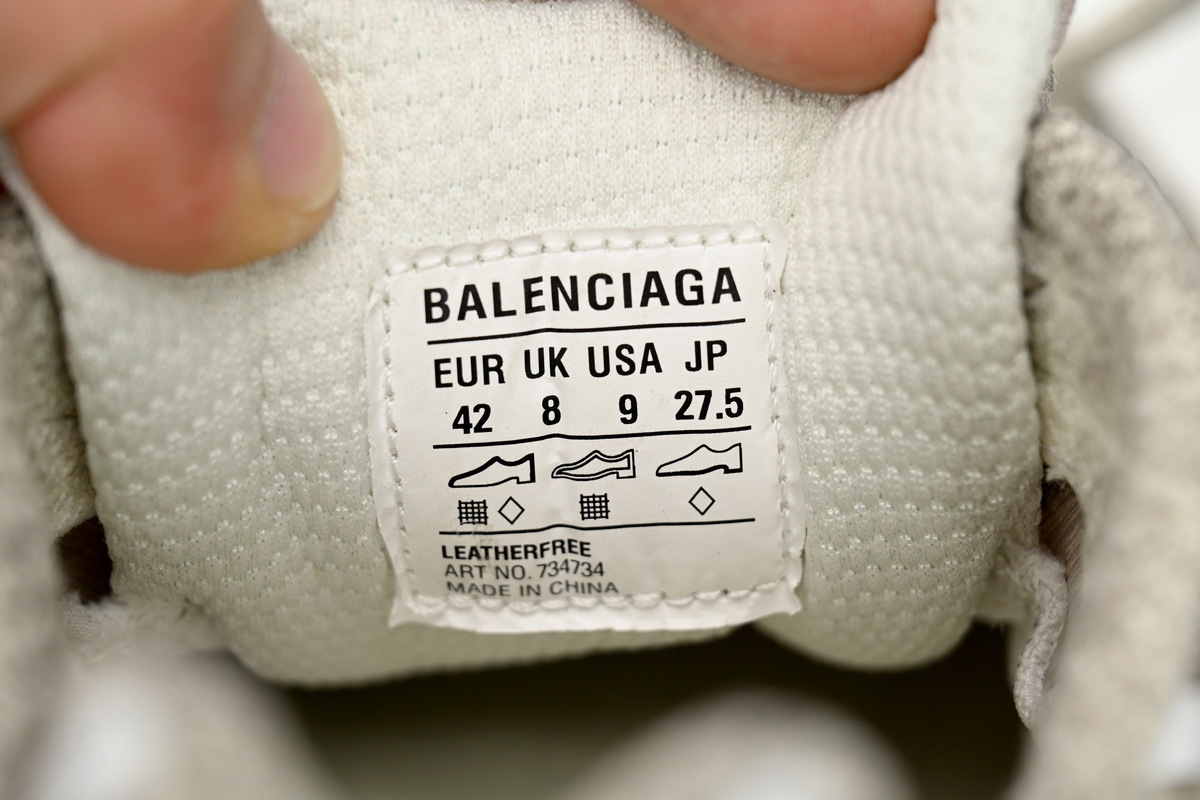 BALENCIAGA
EUR UK USA JP
42 8 9 27.5
LEATHERFREE
ART NO. 734734
MADE IN CHINA